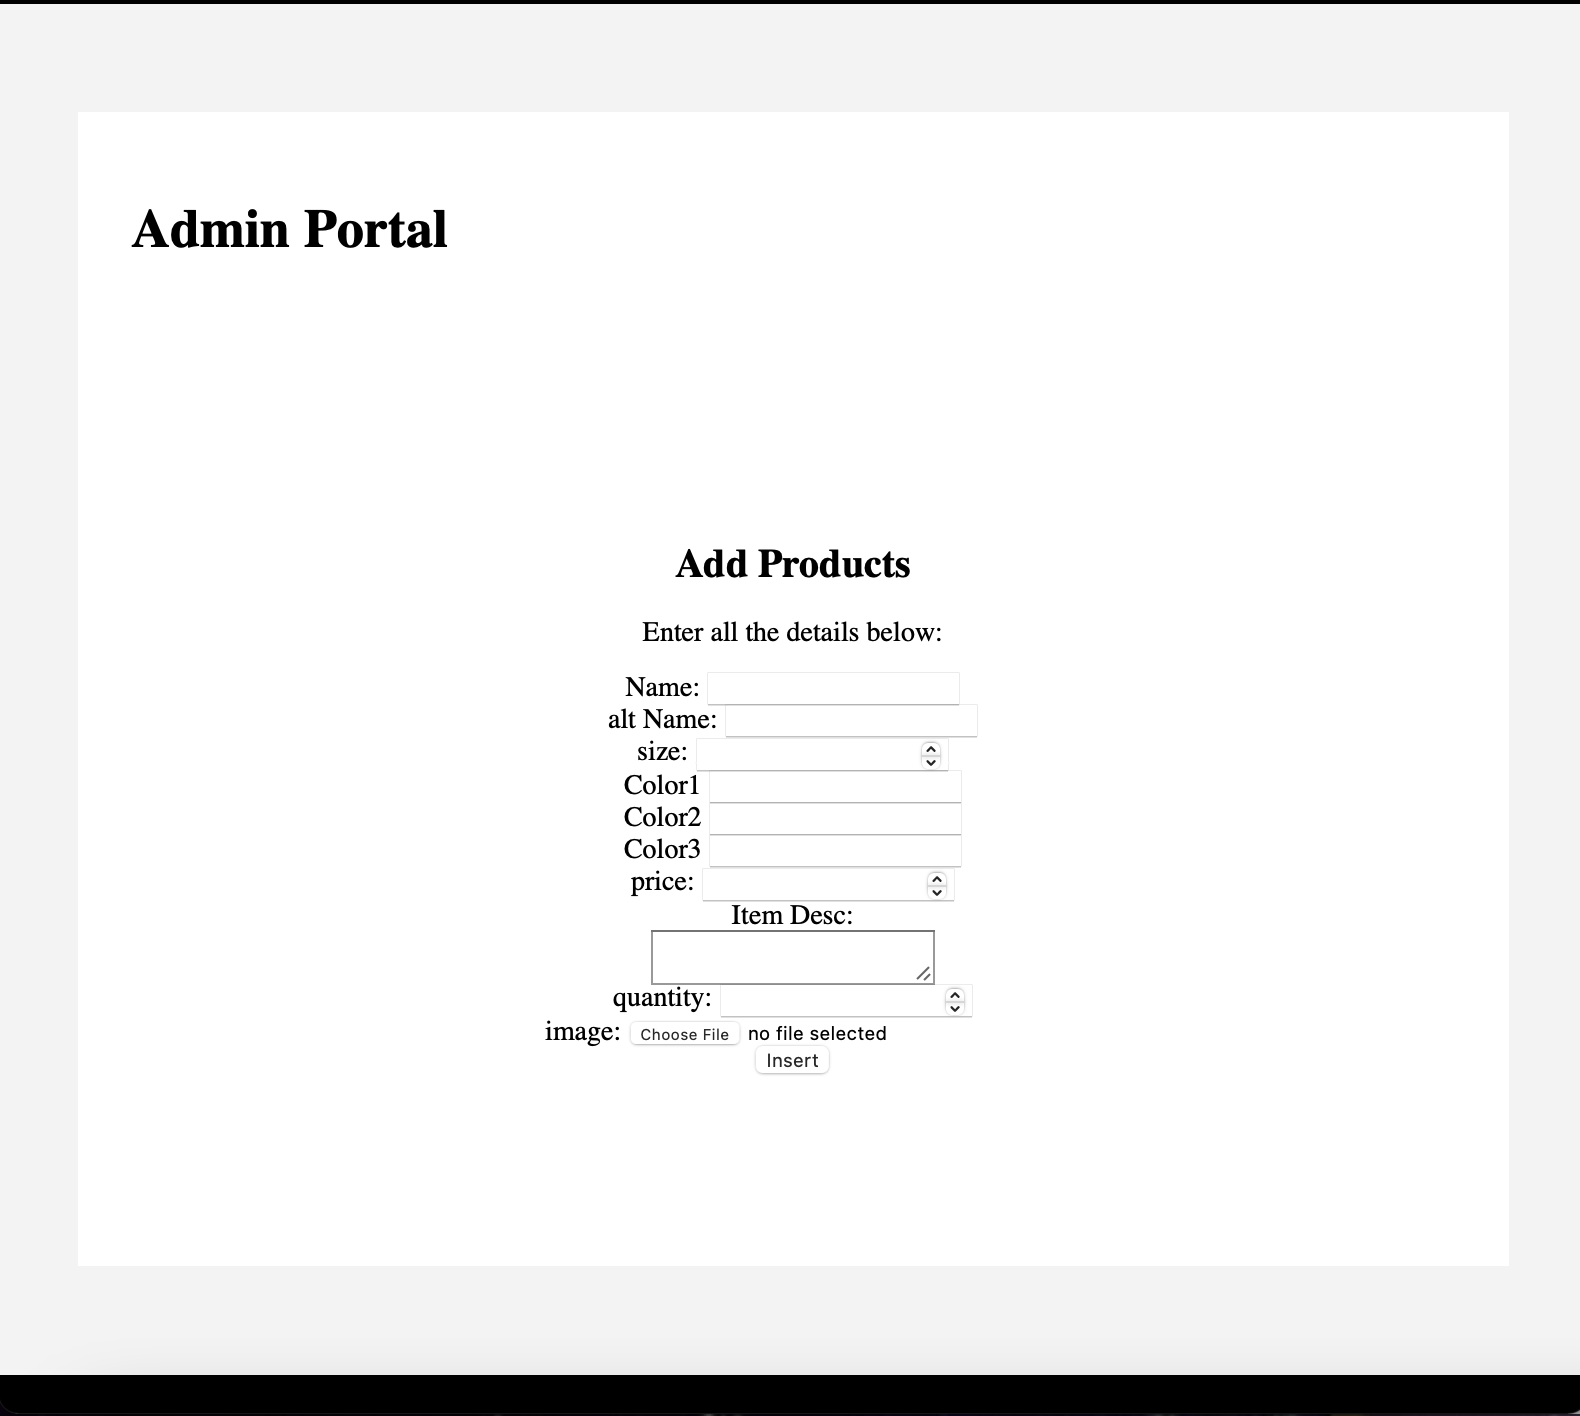 Admin Portal
Add Products
Enter all the details below:
Name:
alt Name:
size:
Color1
Color2
Color3
price:
Item Desc:
quantity:
image: Choose File no file selected
Insert